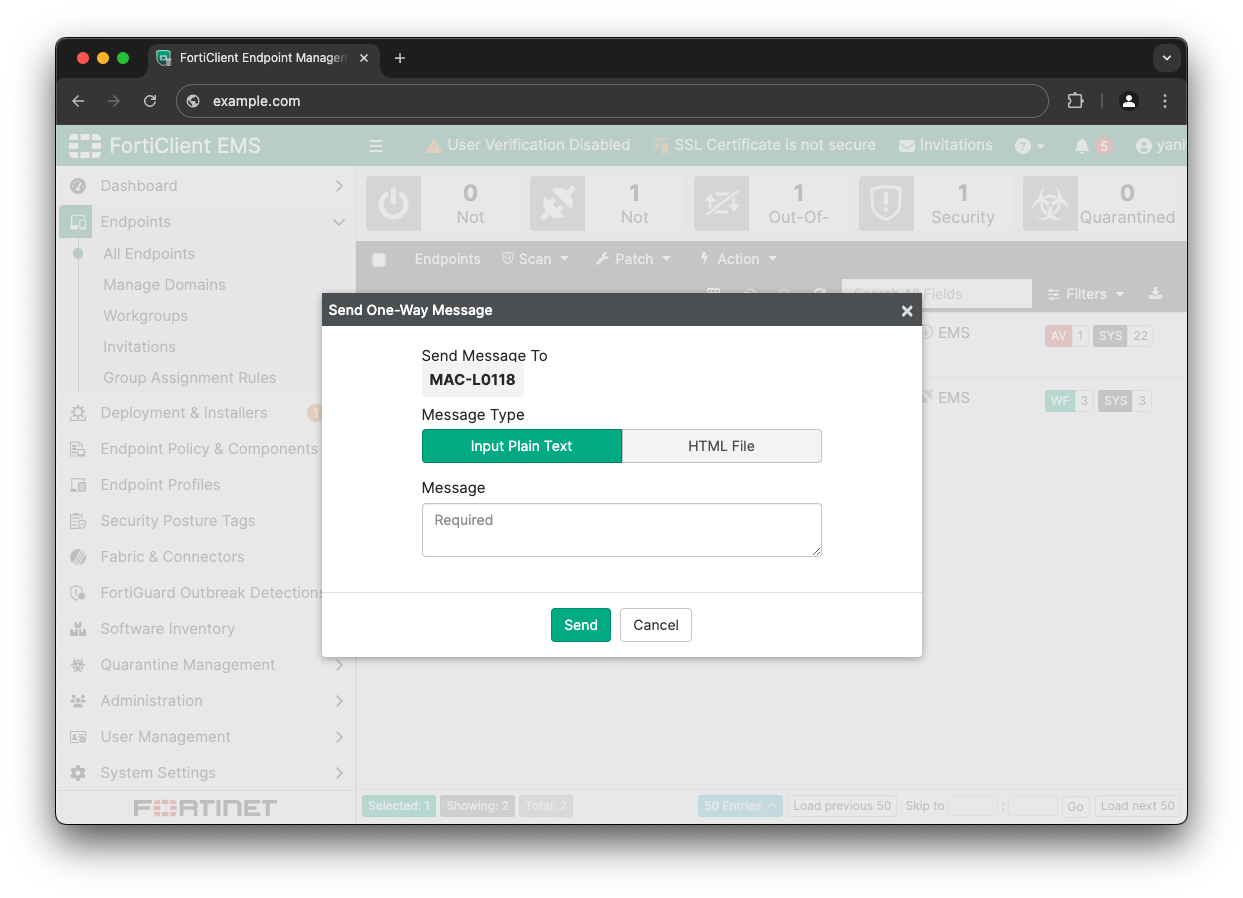 FortiClient Endpoint Managen
example.com
FortiClient EMS
User Verification Disabled
SSL Certificate is not secure
Invitations
5
yani
Dashboard
Endpoints
All Endpoints
Manage Domains
Workgroups
Invitations
Group Assignment Rules
Deployment & Installers
1
Endpoint Policy & Components
Endpoint Profiles
Security Posture Tags
Fabric & Connectors
FortiGuard Outbreak Detections
Software Inventory
Quarantine Management
Administration
User Management
System Settings
FORTINET
0 Not
1 Not
1 Out-Of-
1 Security
0 Quarantined
Endpoints Scan Patch Action
Search All Fields
Filters
EMS AV 1 SYS 22
EMS WF 3 SYS 3
Send One-Way Message
Send Message To
MAC-L0118
Message Type
Input Plain Text HTML File
Message
Required
Send Cancel
Selected: 1 Showing: 2 Total: 2
50 Entries Load previous 50 Skip to : Go Load next 50